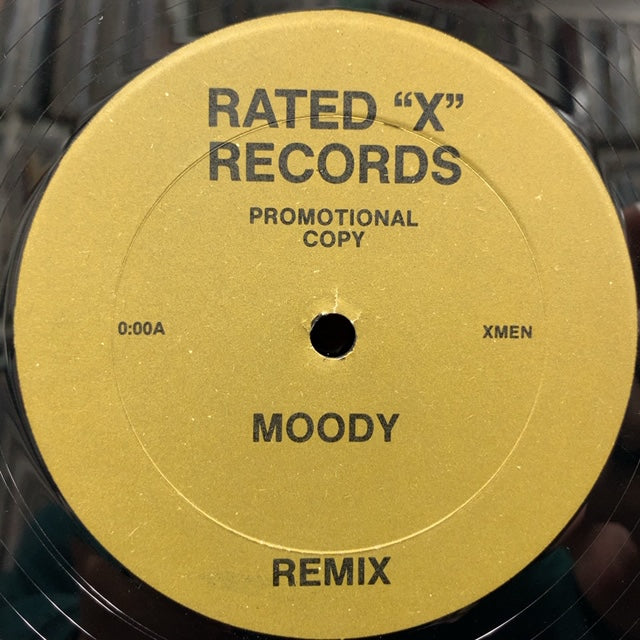 RATED “X”
RECORDS
PROMOTIONAL
COPY
0:00A
XMEN
MOODY
REMIX